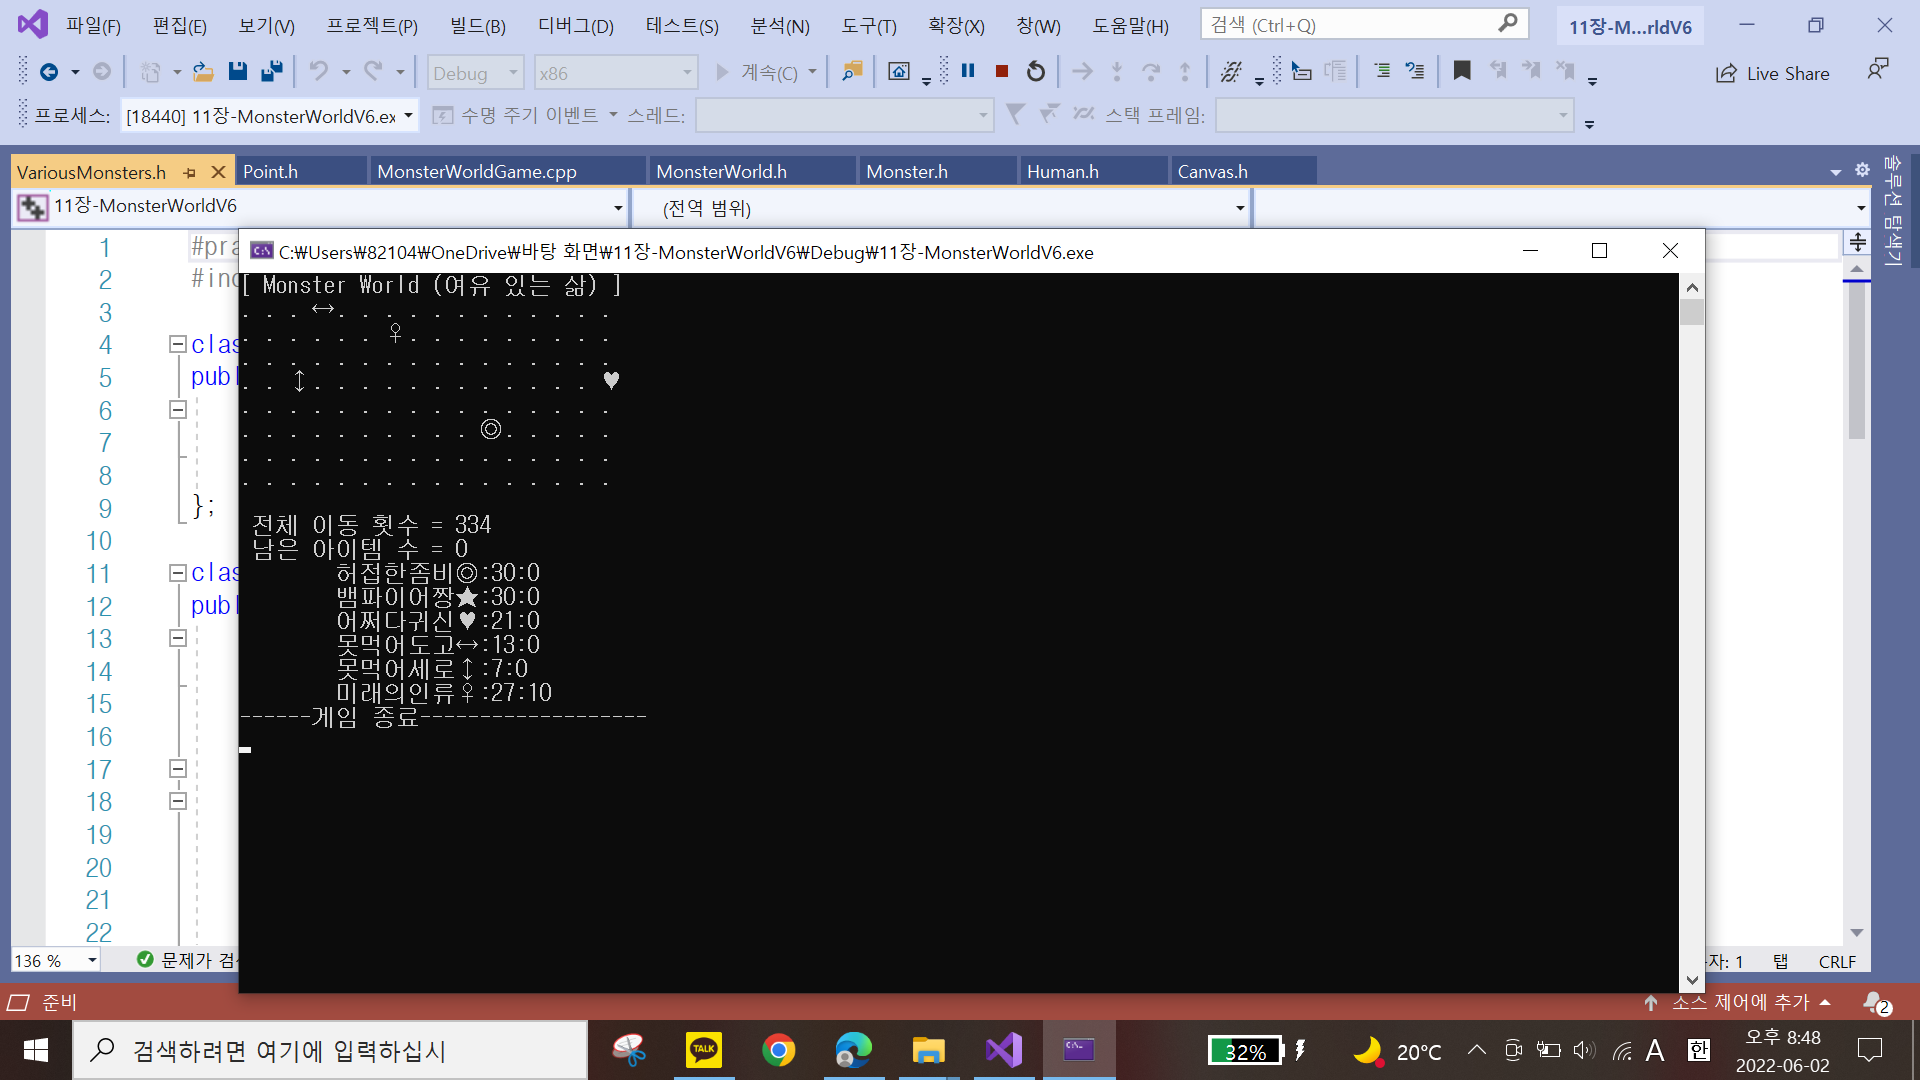 파일(F) 편집(E) 보기(V) 프로젝트(P) 빌드(B) 디버그(D) 테스트(S) 분석(N) 도구(T) 확장(X) 창(W) 도움말(H) 검색 (Ctrl+Q) 11장-M...rldV6
Debug x86 계속(C) Live Share
프로세스: [18440] 11장-MonsterWorldV6.ex 수명 주기 이벤트 스레드: 스택 프레임:
VariousMonsters.h Point.h MonsterWorldGame.cpp MonsterWorld.h Monster.h Human.h Canvas.h
솔루션 탐색기
11장-MonsterWorldV6 (전역 범위)
C:₩Users₩82104₩OneDrive₩바탕 화면₩11장-MonsterWorldV6₩Debug₩11장-MonsterWorldV6.exe
1 #pra
2 #inc
3
4 clas
5 publ
6
7
8
9 };
10
11 clas
12 publ
13
14
15
16
17
18
19
20
21
22
[ Monster World (여유 있는 삶) ]
. . . ↔. . . . . . . . . . . .
. . . . . . ♀. . . . . . . . .
. . . . . . . . . . . . . . . .
. . ↕. . . . . . . . . . . . ♥
. . . . . . . . . . . . . . . .
. . . . . . . . . . ◎. . . . .
. . . . . . . . . . . . . . . .
. . . . . . . . . . . . . . . .
전체 이동 횟수 = 334
남은 아이템 수 = 0
허접한좀비◎:30:0
뱀파이어짱★:30:0
어쩌다귀신♥:21:0
못먹어도고↔:13:0
못먹어세로↕:7:0
미래의인류♀:27:10
------게임 종료-------------------
136 % 문제가 검 자: 1 탭 CRLF
준비 소스 제어에 추가 2
검색하려면 여기에 입력하십시 TALK 32% 20°C A 한 오후 8:48
2022-06-02